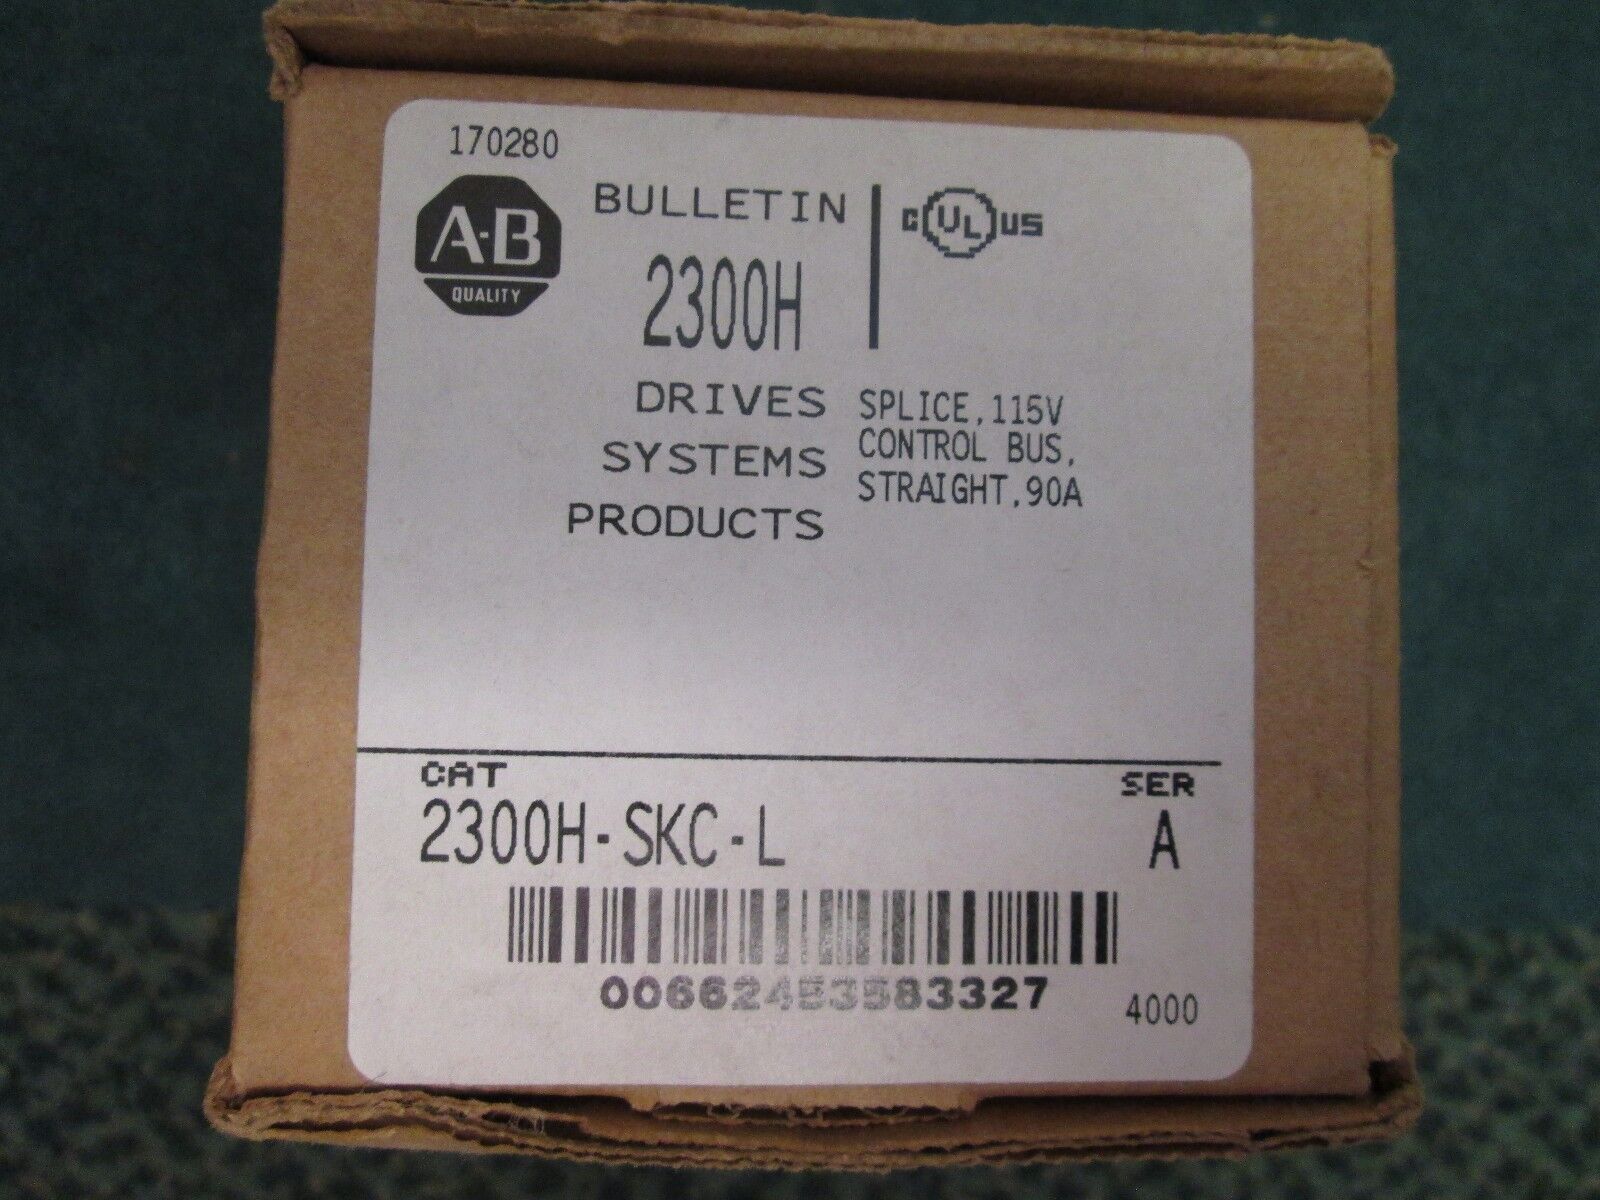 170280
A-B
QUALITY
BULLETIN
2300H
C UL US
DRIVES
SYSTEMS
PRODUCTS
SPLICE,115V
CONTROL BUS,
STRAIGHT,90A
CAT
2300H-SKC-L
SER
A
00662453583327
4000